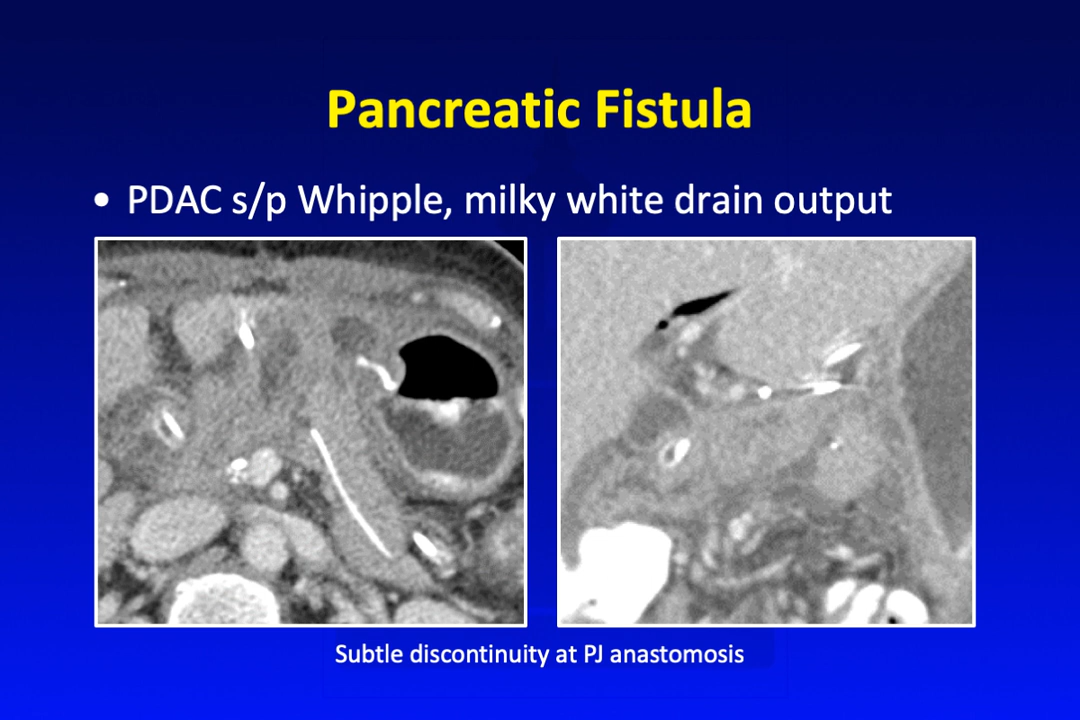 Pancreatic Fistula
• PDAC s/p Whipple, milky white drain output
Subtle discontinuity at PJ anastomosis